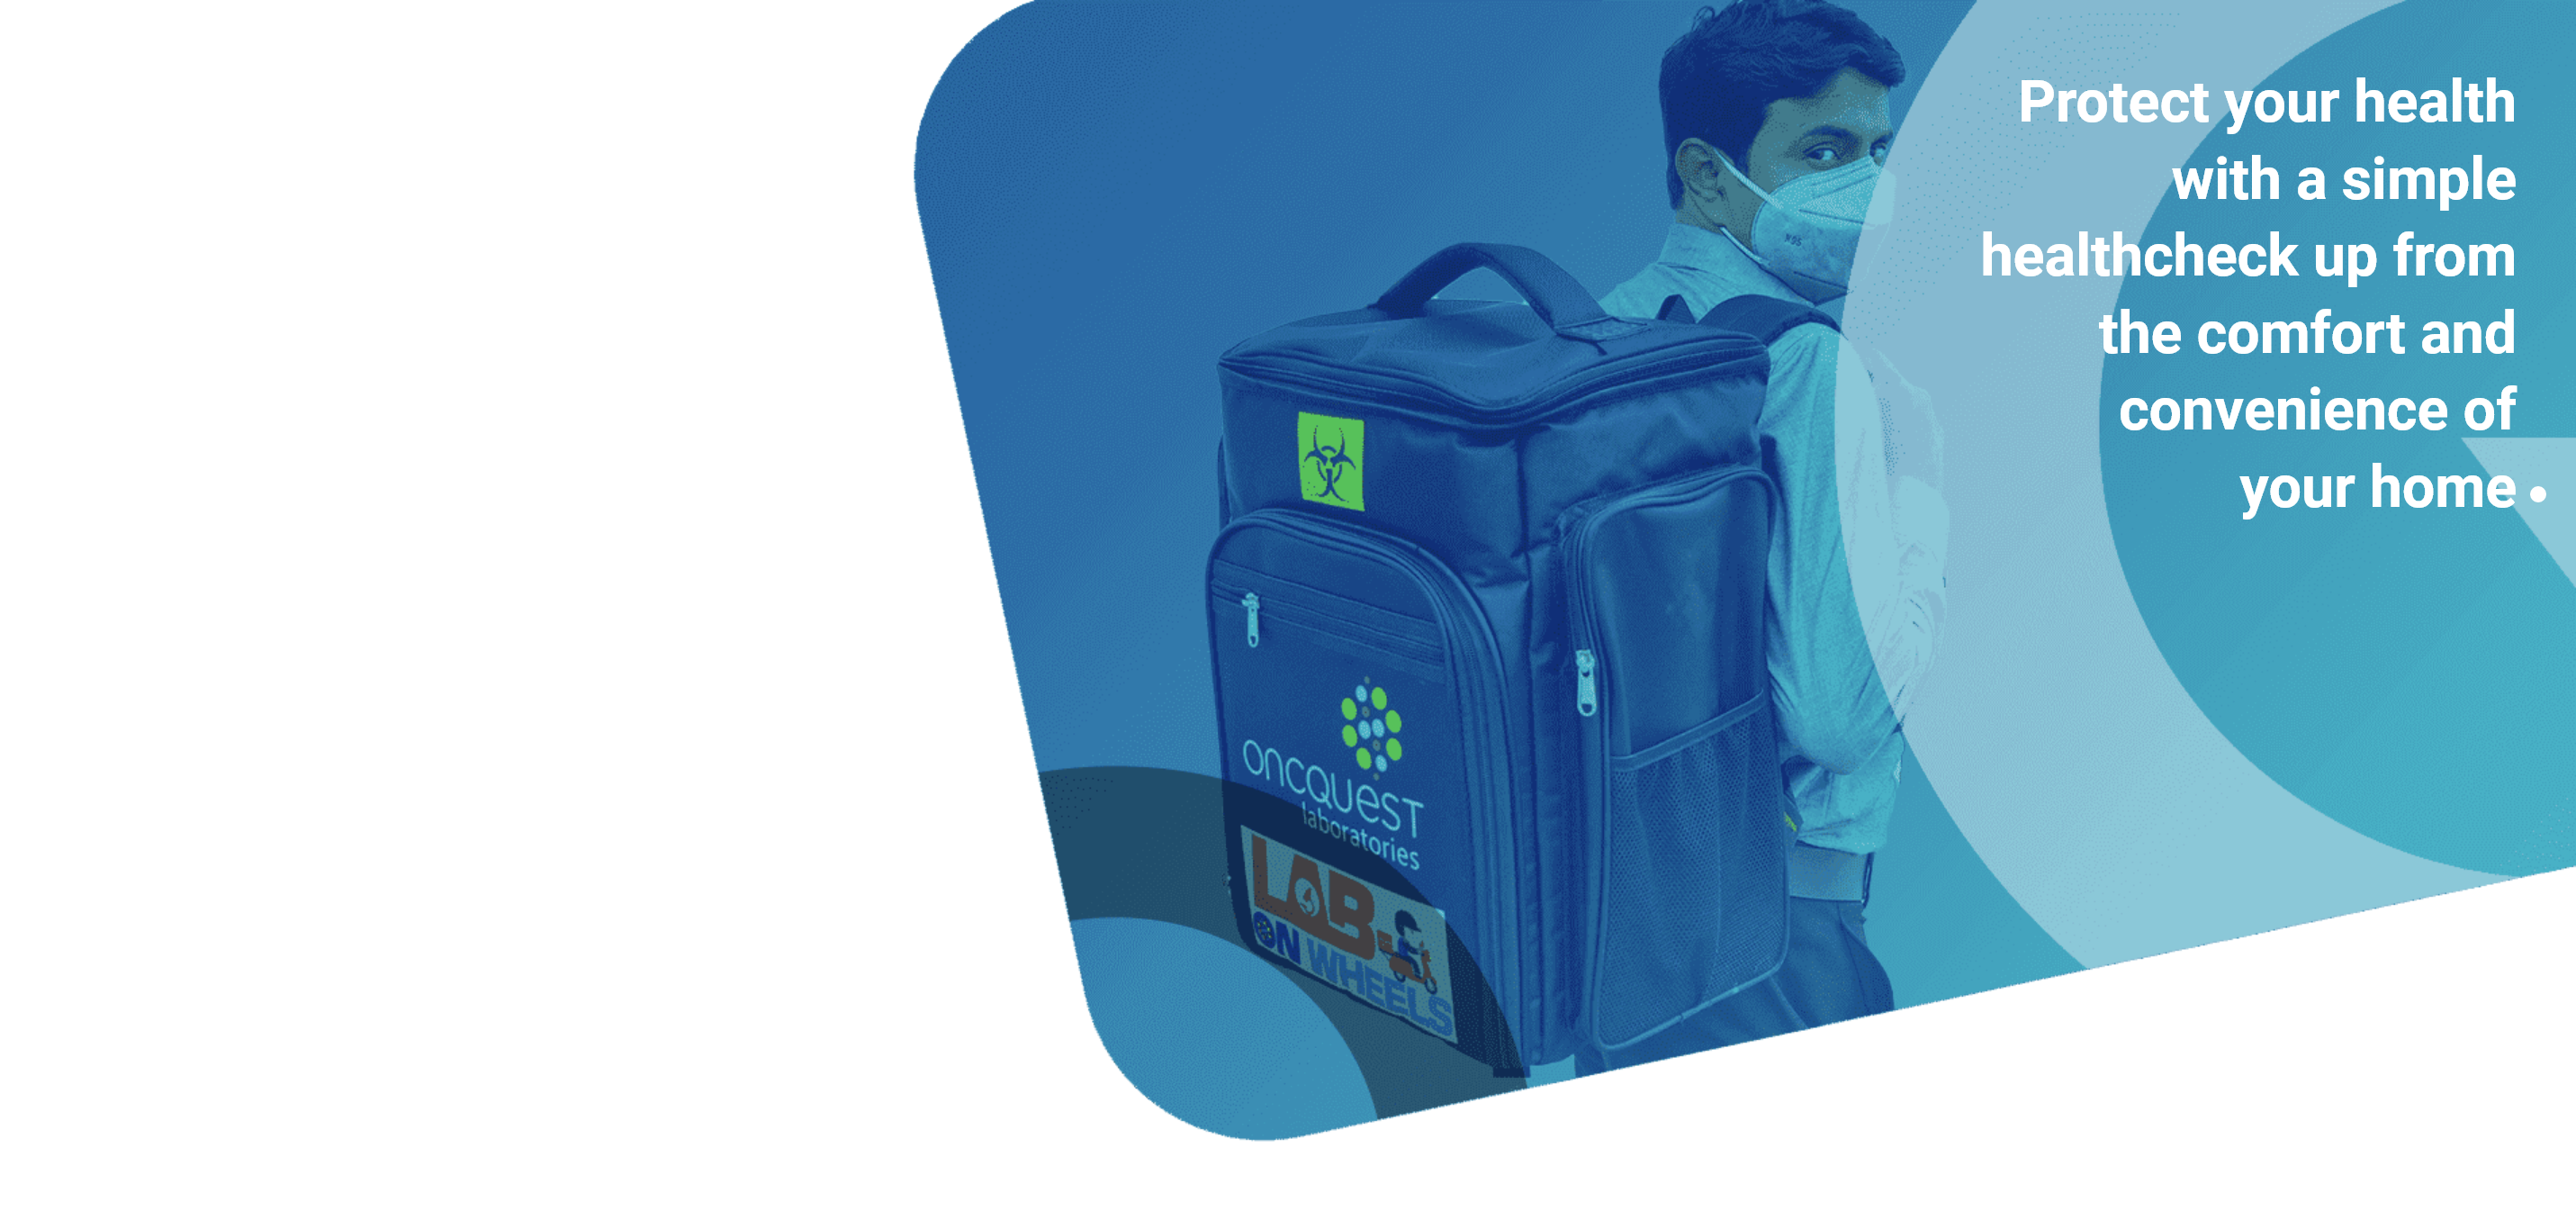 Protect your health
with a simple
healthcheck up from
the comfort and
convenience of
your home.
N95
oncquest
laboratories
LAB-
ON WHEELS